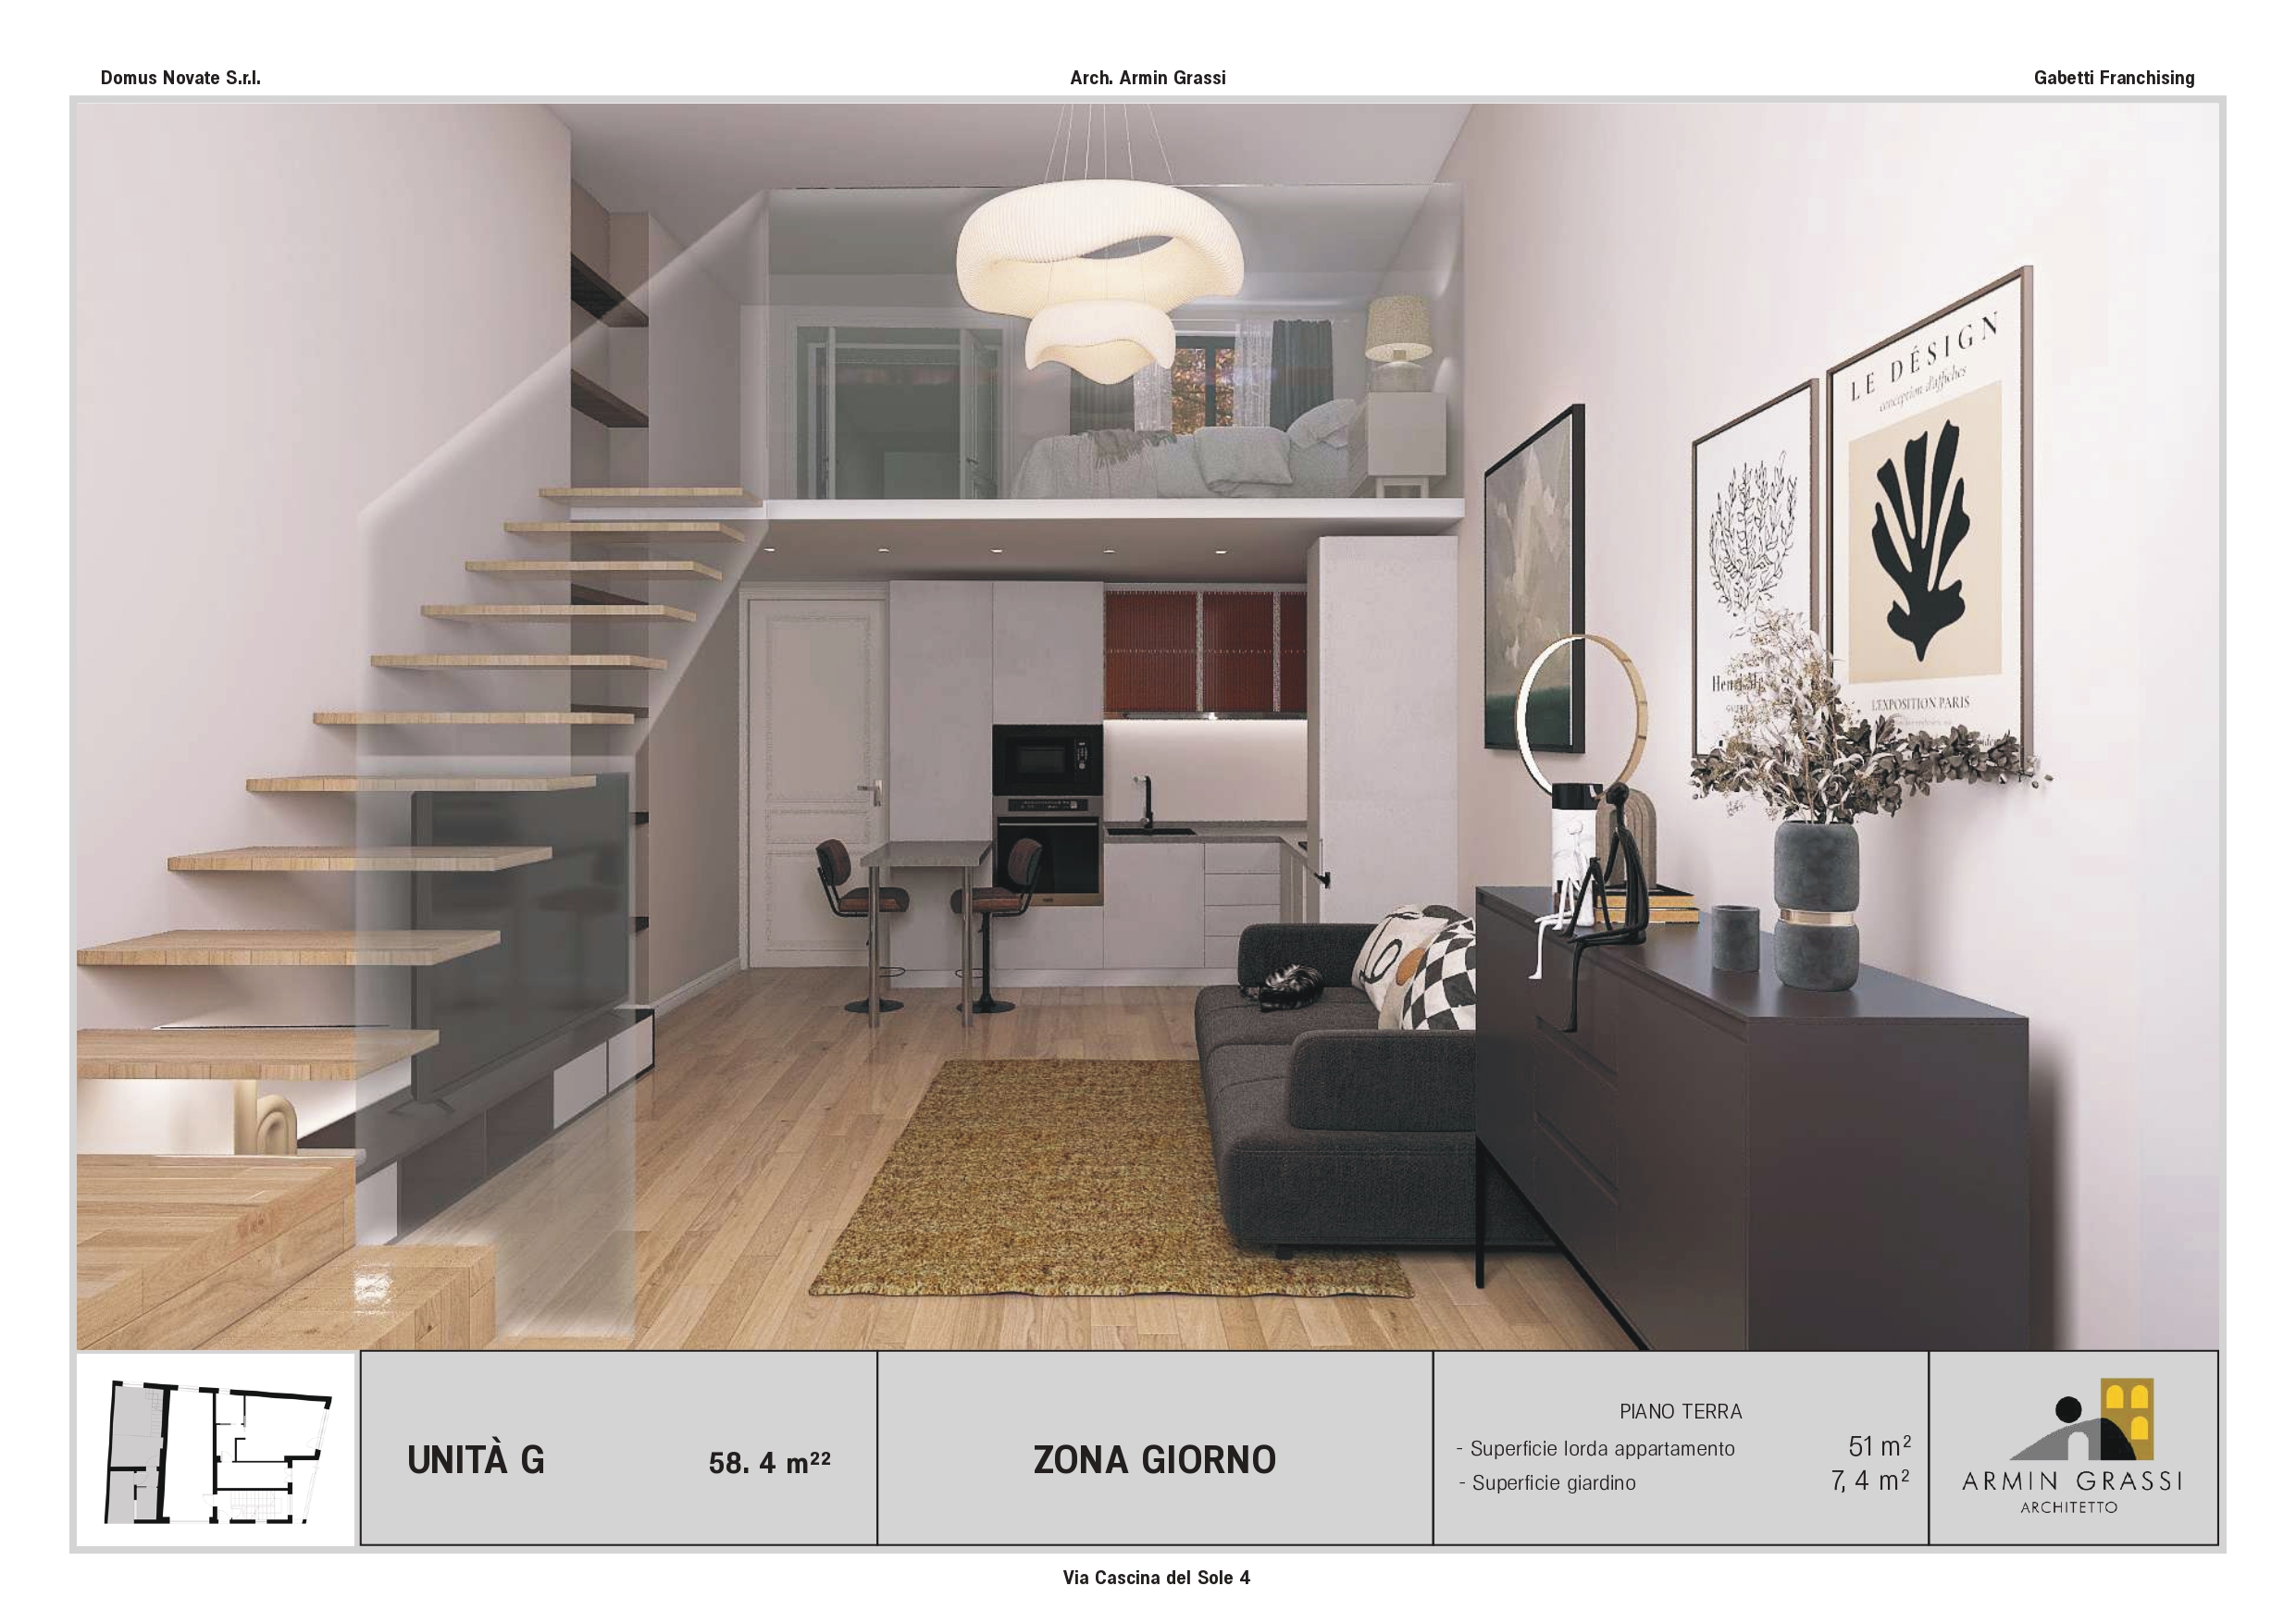 Domus Novate S.r.l.
Arch. Armin Grassi
Gabetti Franchising
LE DÉSIGN
conception d'affiches
L'EXPOSITION PARIS
UNITÀ G
58. 4 m²²
ZONA GIORNO
PIANO TERRA
- Superficie lorda appartamento 51 m²
- Superficie giardino 7, 4 m²
ARMIN GRASSI
ARCHITETTO
Via Cascina del Sole 4